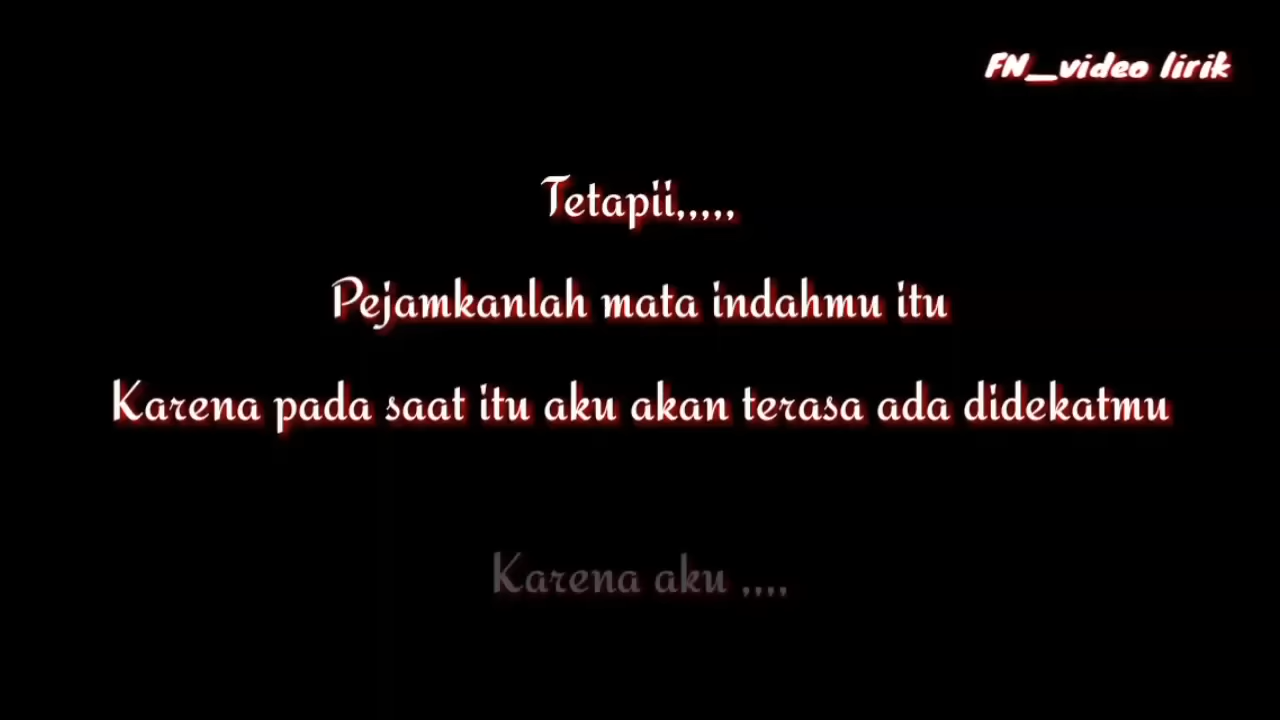 FN_video lirik
Tetapii,,,,,
Pejamkanlah mata indahmu itu
Karena pada saat itu aku akan terasa ada didekatmu
Karena aku ,,,,